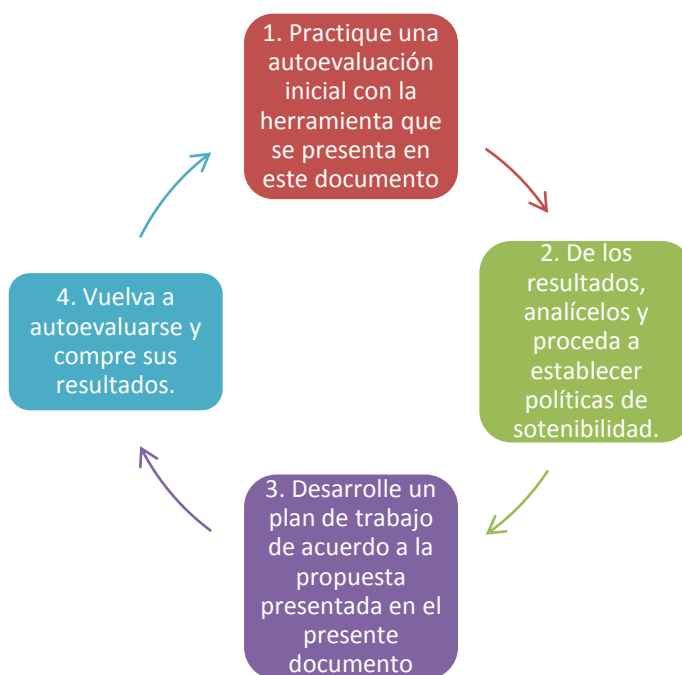 1. Practique una
autoevaluación
inicial con la
herramienta que
se presenta en
este documento
2. De los
resultados,
analícelos y
proceda a
establecer
políticas de
sotenibilidad.
3. Desarrolle un
plan de trabajo
de acuerdo a la
propuesta
presentada en el
presente
documento
4. Vuelva a
autoevaluarse y
compre sus
resultados.